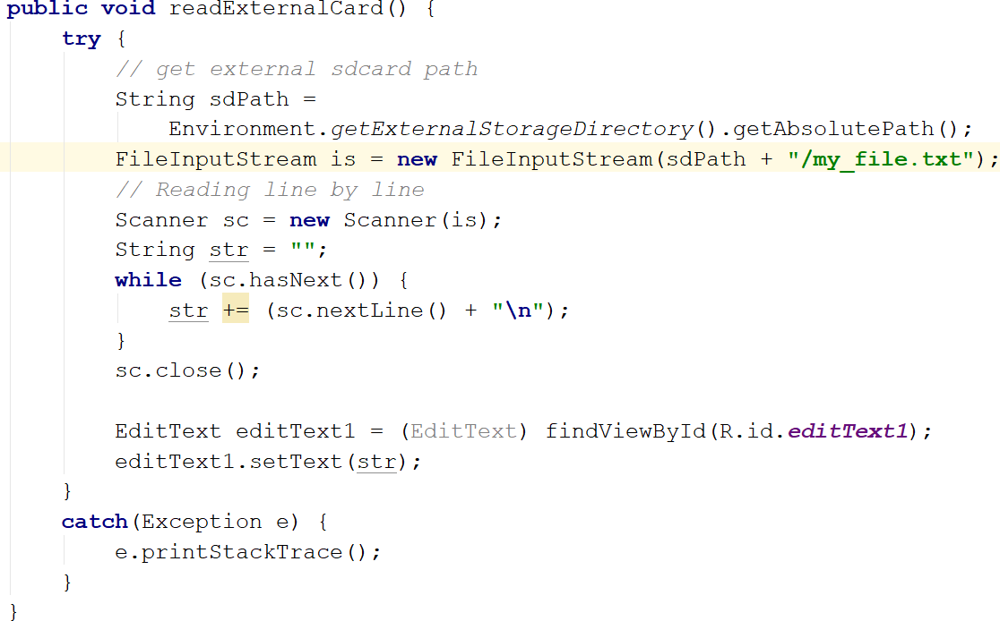 public void readExternalCard() {
    try {
        // get external sdcard path
        String sdPath =
            Environment.getExternalStorageDirectory().getAbsolutePath();
        FileInputStream is = new FileInputStream(sdPath + "/my_file.txt");
        // Reading line by line
        Scanner sc = new Scanner(is);
        String str = "";
        while (sc.hasNext()) {
            str += (sc.nextLine() + "\n");
        }
        sc.close();

        EditText editText1 = (EditText) findViewById(R.id.editText1);
        editText1.setText(str);
    }
    catch(Exception e) {
        e.printStackTrace();
    }
}